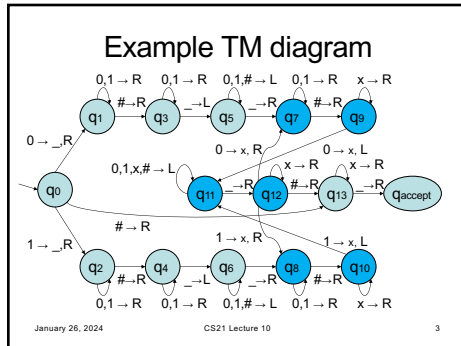 Example TM diagram
0,1→R 0,1→R 0,1,#→L 0,1→R x→R
q1 #→R q3 _→L q5 _→R q7 #→R q9
0→_,R 0→x, R 0→x, L
0,1,x,#→L x→R x→R
q0 q11 _→R q12 #→R q13 _→R qaccept
#→R
1→_,R 1→x, R 1→x, L
q2 #→R q4 _→L q6 _→R q8 #→R q10
0,1→R 0,1→R 0,1,#→L 0,1→R x→R
January 26, 2024 CS21 Lecture 10 3